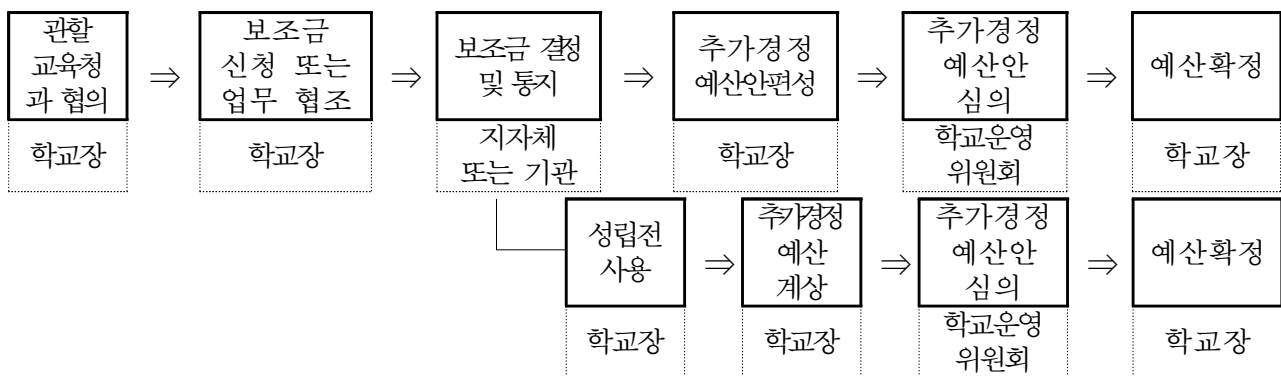 관할
교육청
과 협의
⇒
보조금
신청 또는
업무 협조
⇒
보조금 결정
및 통지
⇒
추가경정
예산안편성
⇒
추가경정
예산안
심의
⇒
예산확정
학교장
학교장
지자체
또는 기관
학교장
학교운영
위원회
학교장
성립전
사용
⇒
추가경정
예산
계상
⇒
추가경정
예산안
심의
⇒
예산확정
학교장
학교장
학교운영
위원회
학교장